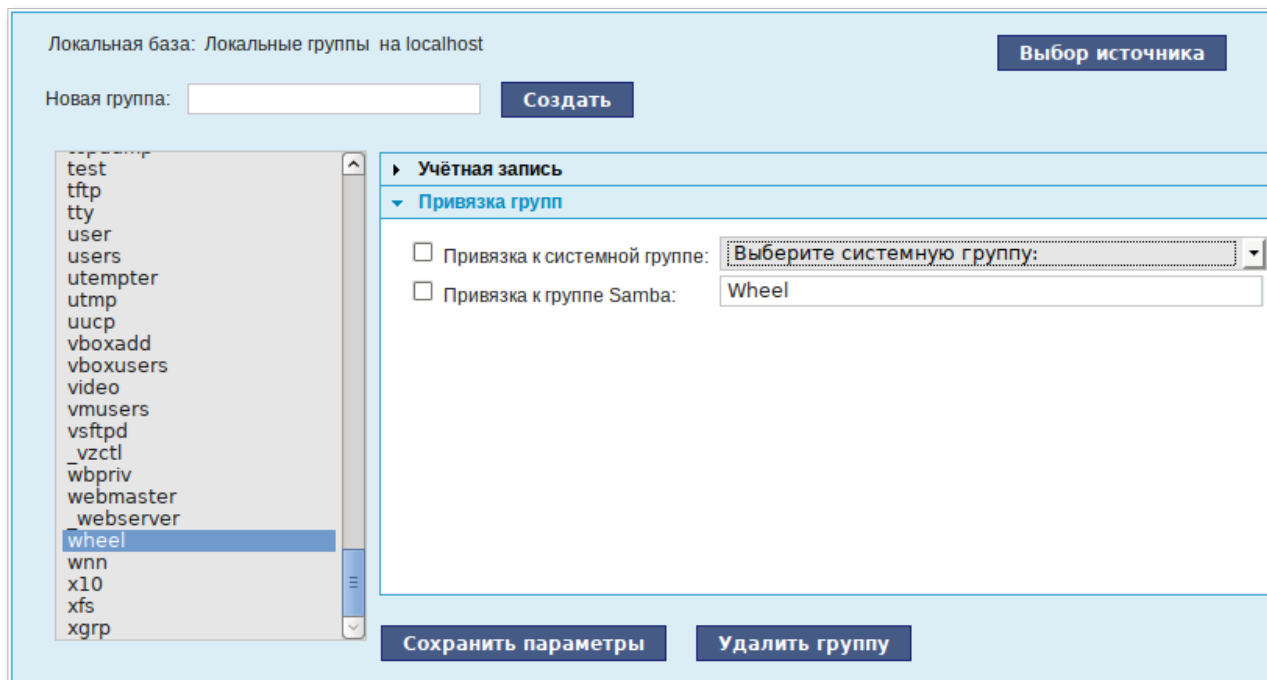 Локальная база: Локальные группы на localhost
Выбор источника
Новая группа:
Создать
test
tftp
tty
user
users
utempter
utmp
uucp
vboxadd
vboxusers
video
vmusers
vsftpd
_vzctl
wbpriv
webmaster
_webserver
wheel
wnn
x10
xfs
xgrp
Учётная запись
Привязка групп
Привязка к системной группе: Выберите системную группу:
Привязка к группе Samba: Wheel
Сохранить параметры
Удалить группу